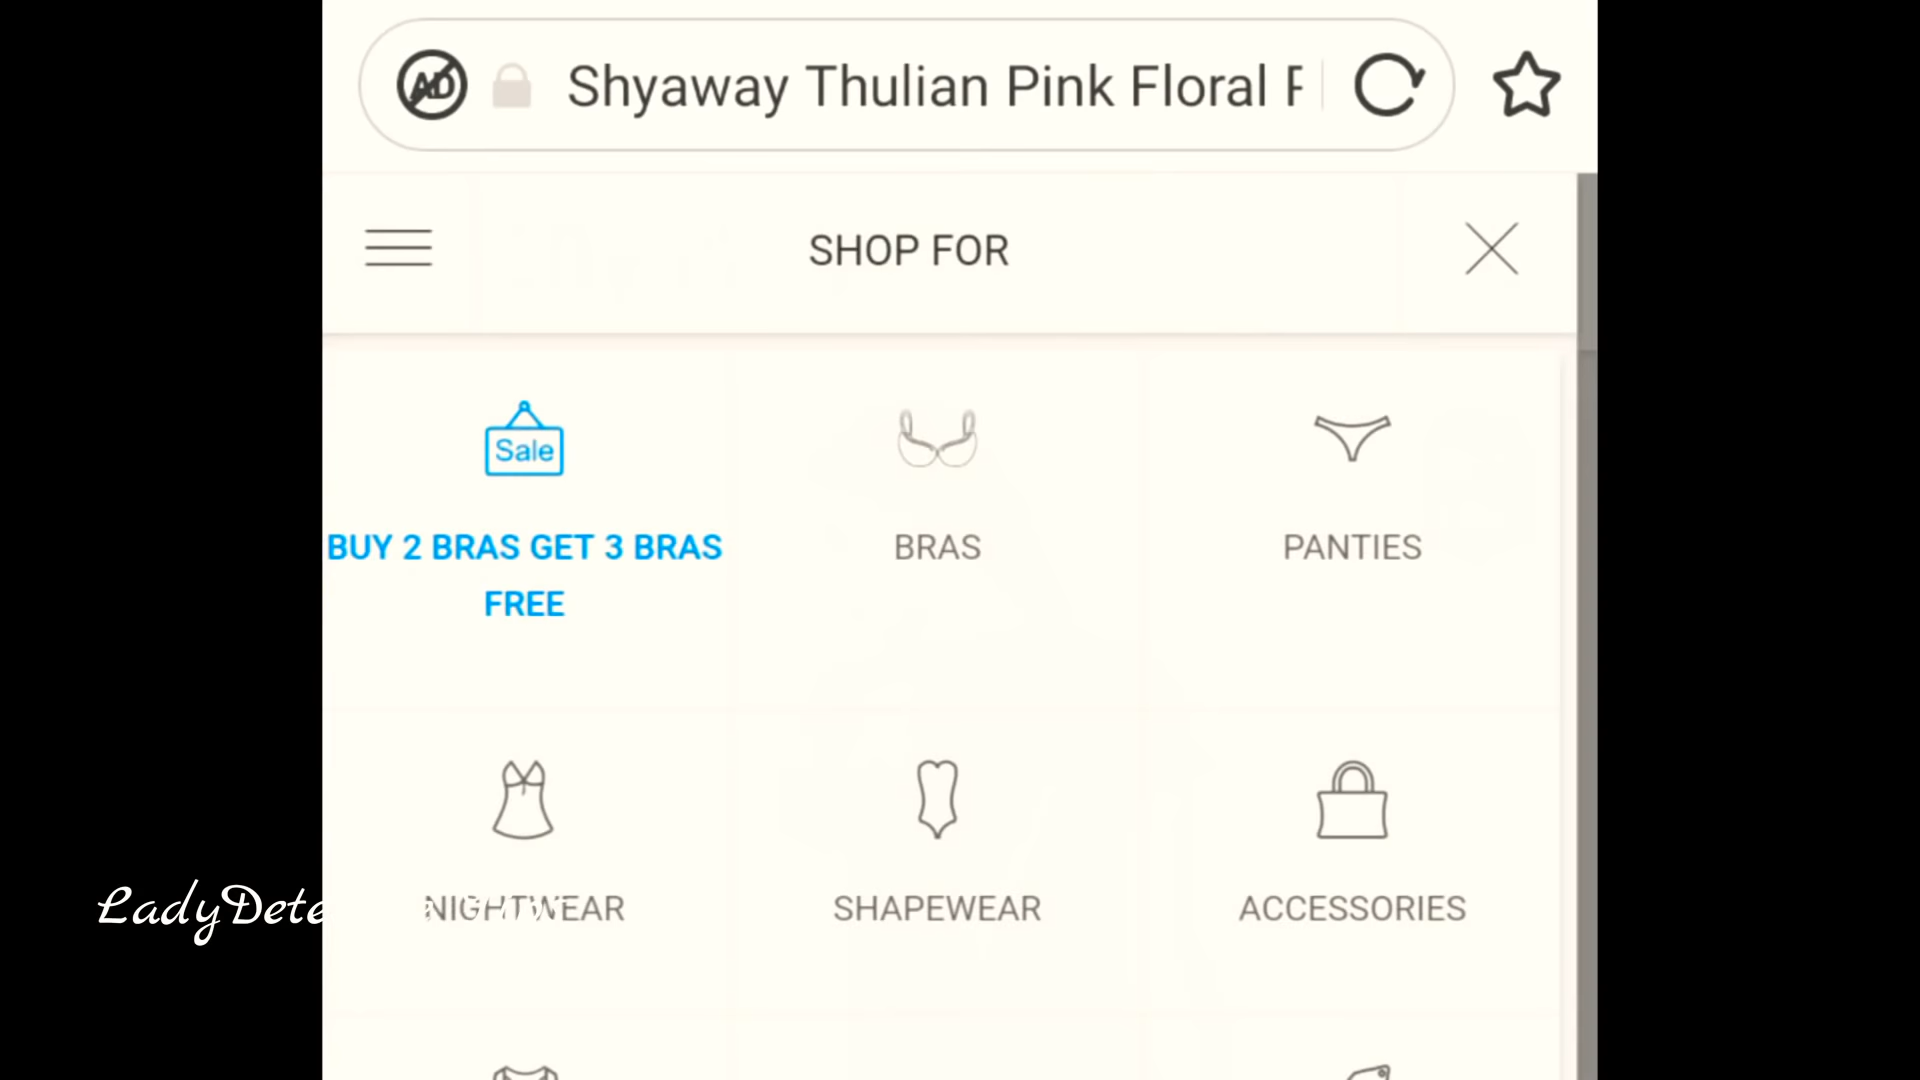 AD
Shyaway Thulian Pink Floral
SHOP FOR
Sale
BUY 2 BRAS GET 3 BRAS
FREE
BRAS
PANTIES
NIGHTWEAR
SHAPEWEAR
ACCESSORIES